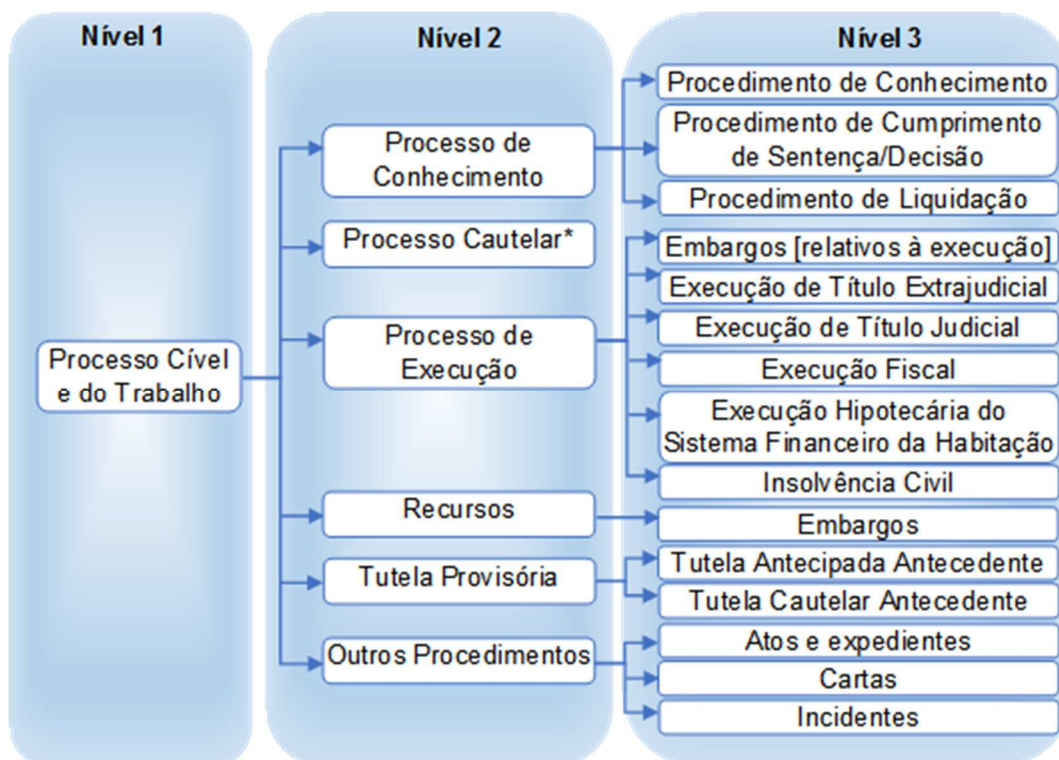 Nível 1
Nível 2
Nível 3
Processo Cível
e do Trabalho
Processo de
Conhecimento
Processo Cautelar*
Processo de
Execução
Recursos
Tutela Provisória
Outros Procedimentos
Procedimento de Conhecimento
Procedimento de Cumprimento
de Sentença/Decisão
Procedimento de Liquidação
Embargos [relativos à execução]
Execução de Título Extrajudicial
Execução de Título Judicial
Execução Fiscal
Execução Hipotecária do
Sistema Financeiro da Habitação
Insolvência Civil
Embargos
Tutela Antecipada Antecedente
Tutela Cautelar Antecedente
Atos e expedientes
Cartas
Incidentes